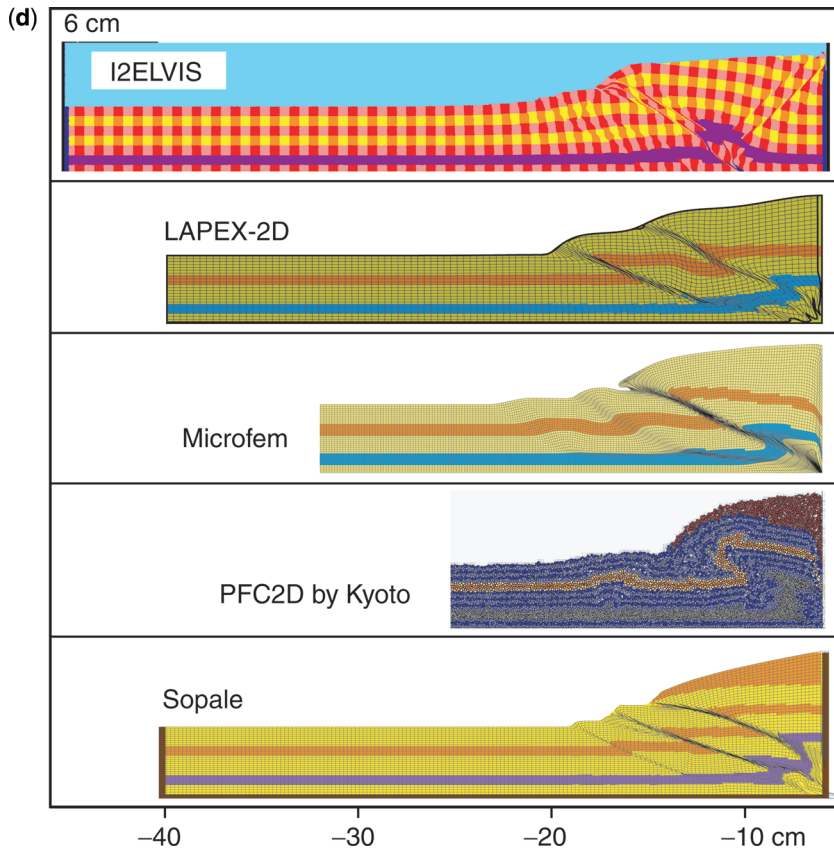 (d)
6 cm
I2ELVIS
LAPEX-2D
Microfem
PFC2D by Kyoto
Sopale
−40 −30 −20 −10 cm